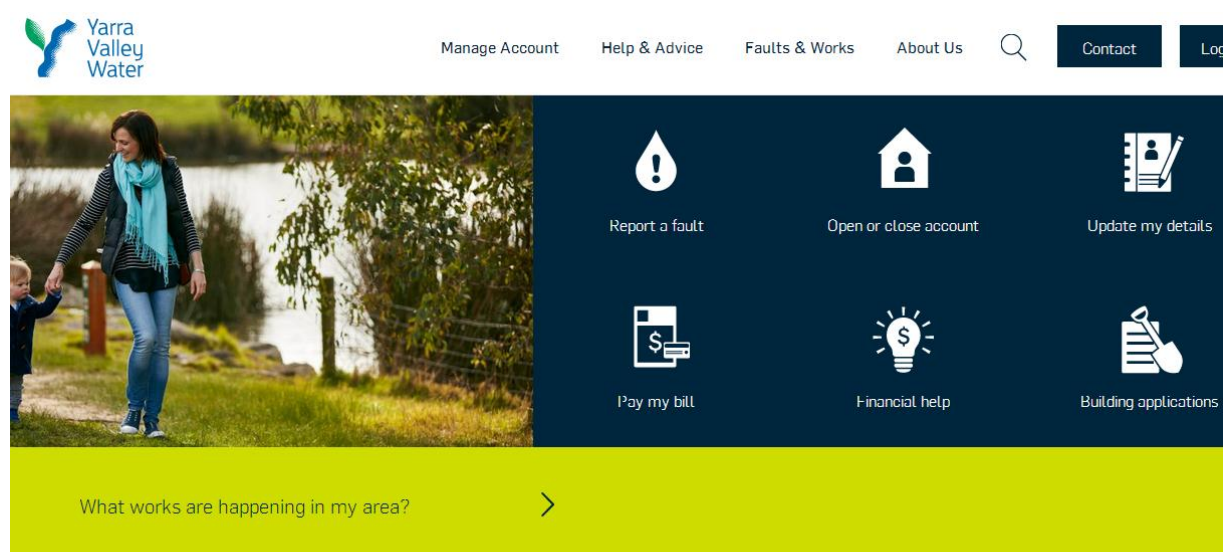 Yarra
Valley
Water
Manage Account Help & Advice Faults & Works About Us Contact
Report a fault Open or close account Update my details
$ $
Pay my bill Financial help Building applications
What works are happening in my area?